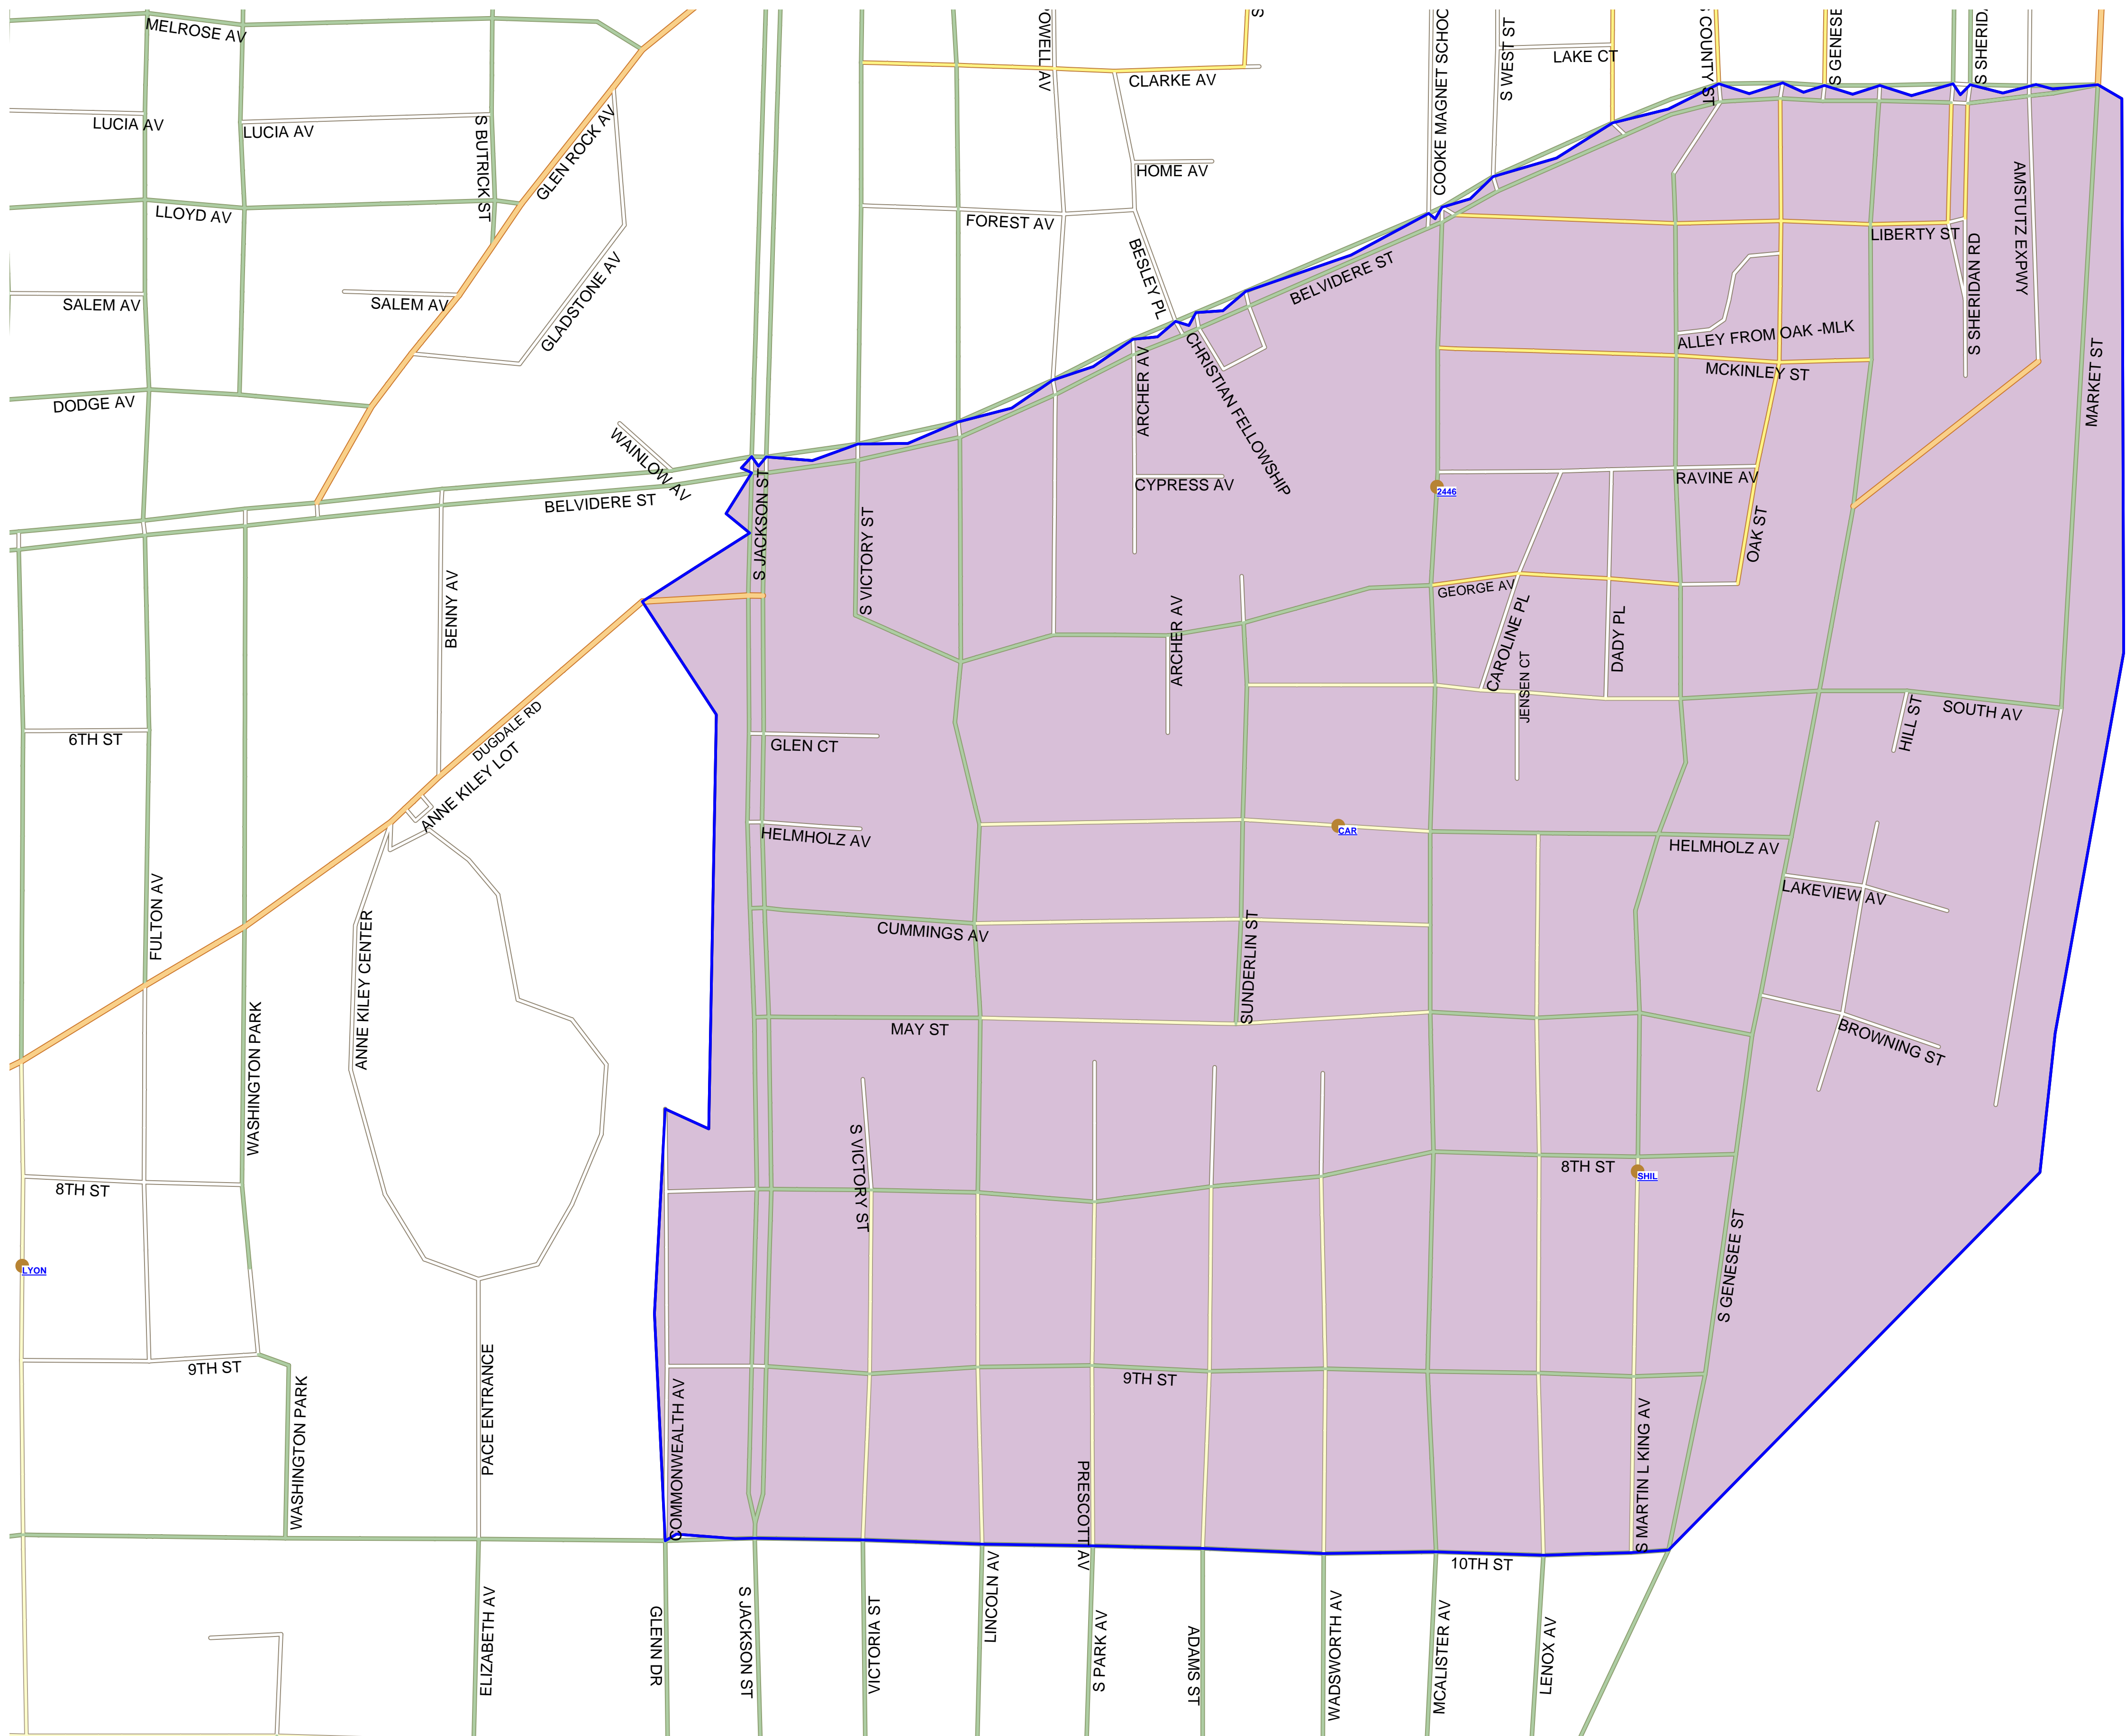 MELROSE AV
POWELL AV
S
COOKE MAGNET SCHOO
S WEST ST
LAKE CT
S COUNTY ST
S GENESE
S SHERID
CLARKE AV
LUCIA AV
LUCIA AV
S BUTRICK ST
GLEN ROCK AV
HOME AV
AMSTUTZ EXPWY
LLOYD AV
FOREST AV
LIBERTY ST
S SHERIDAN RD
BESLEY PL
BELVIDERE ST
SALEM AV
SALEM AV
GLADSTONE AV
ALLEY FROM OAK -MLK
MCKINLEY ST
MARKET ST
DODGE AV
ARCHER AV
CHRISTIAN FELLOWSHIP
WAINLOW AV
CYPRESS AV
RAVINE AV
2446
BELVIDERE ST
S JACKSON ST
S VICTORY ST
OAK ST
BENNY AV
GEORGE AV
ARCHER AV
CAROLINE PL
DADY PL
JENSEN CT
6TH ST
DUGDALE RD
ANNE KILEY LOT
GLEN CT
HILL ST
SOUTH AV
HELMHOLZ AV
CAR
HELMHOLZ AV
LAKEVIEW AV
FULTON AV
ANNE KILEY CENTER
CUMMINGS AV
SUNDERLIN ST
MAY ST
BROWNING ST
WASHINGTON PARK
S VICTORY ST
8TH ST
8TH ST
SHIL
LYON
S GENESEE ST
9TH ST
9TH ST
WASHINGTON PARK
PACE ENTRANCE
COMMONWEALTH AV
PRESCOTT AV
S MARTIN L KING AV
10TH ST
ELIZABETH AV
GLENN DR
S JACKSON ST
VICTORIA ST
LINCOLN AV
S PARK AV
ADAMS ST
WADSWORTH AV
MCALISTER AV
LENOX AV